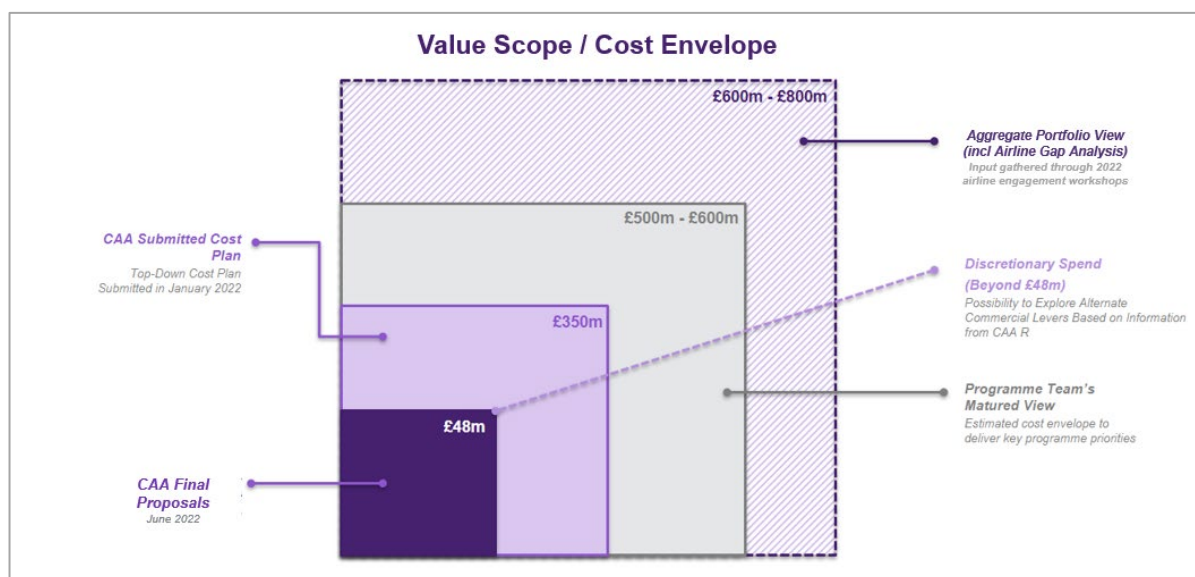 Value Scope / Cost Envelope
£600m - £800m
Aggregate Portfolio View
(incl Airline Gap Analysis)
Input gathered through 2022
airline engagement workshops
£500m - £600m
CAA Submitted Cost
Plan
Top-Down Cost Plan
Submitted in January 2022
Discretionary Spend
(Beyond £48m)
Possibility to Explore Alternate
Commercial Levers Based on Information
from CAA R
£350m
Programme Team's
Matured View
Estimated cost envelope to
deliver key programme priorities
£48m
CAA Final
Proposals
June 2022